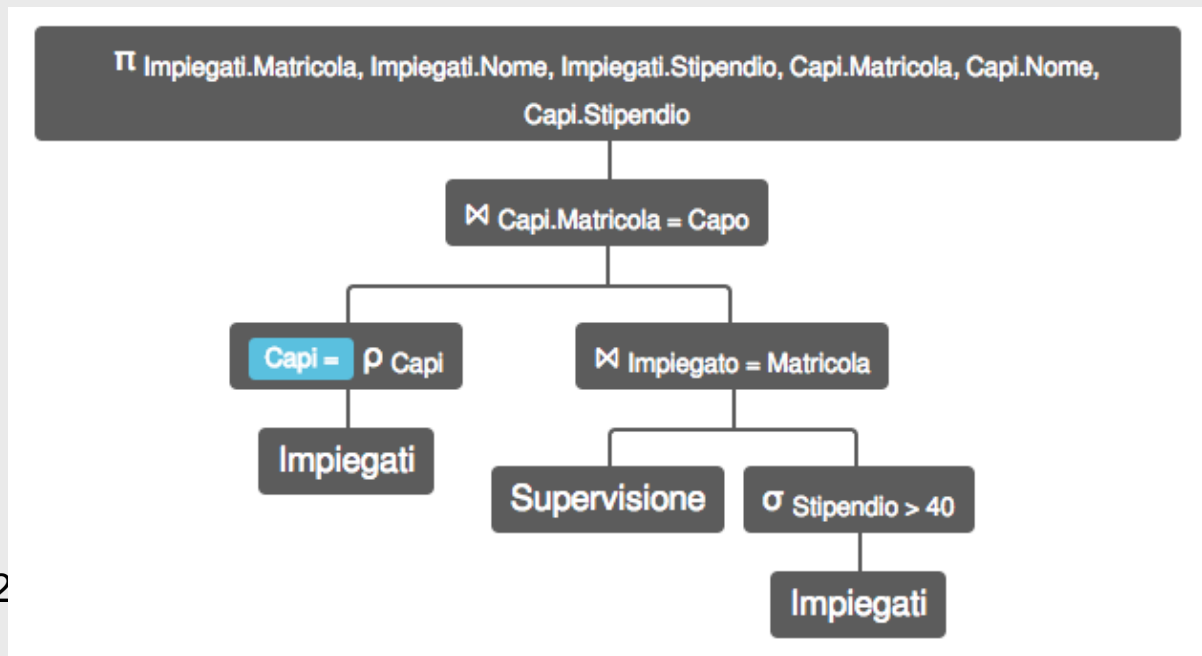 π Impiegati.Matricola, Impiegati.Nome, Impiegati.Stipendio, Capi.Matricola, Capi.Nome,
Capi.Stipendio
⋈ Capi.Matricola = Capo
Capi = ρ Capi
⋈ Impiegato = Matricola
Impiegati
Supervisione
σ Stipendio > 40
Impiegati
2